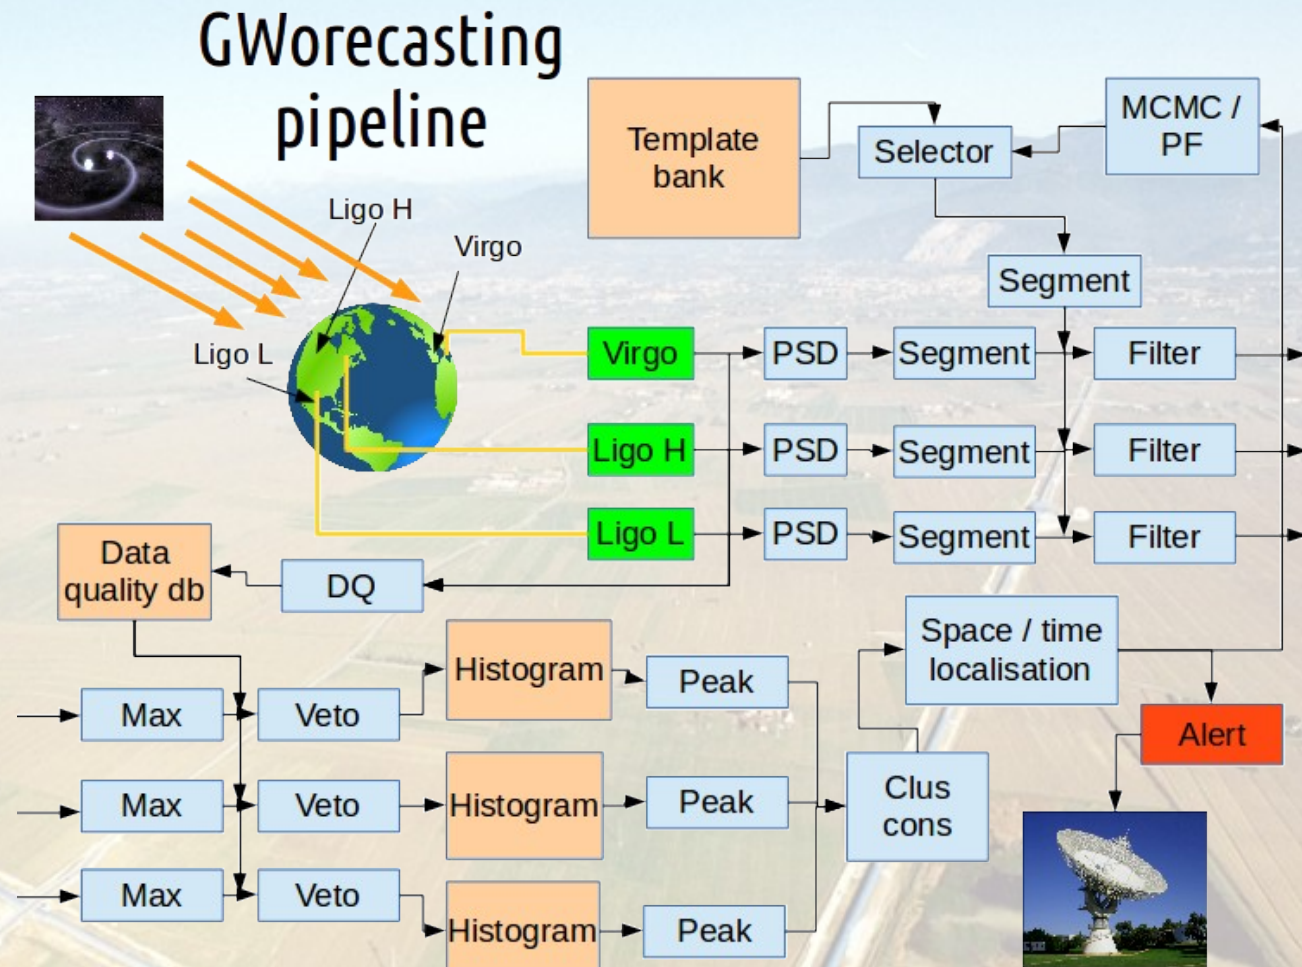 GWorecasting
pipeline
Ligo H
Virgo
Ligo L
Template
bank
Selector
MCMC /
PF
Segment
Virgo
PSD
Segment
Filter
Ligo H
PSD
Segment
Filter
Ligo L
PSD
Segment
Filter
Data
quality db
DQ
Space / time
localisation
Alert
Max
Veto
Histogram
Peak
Max
Veto
Histogram
Peak
Clus
cons
Max
Veto
Histogram
Peak